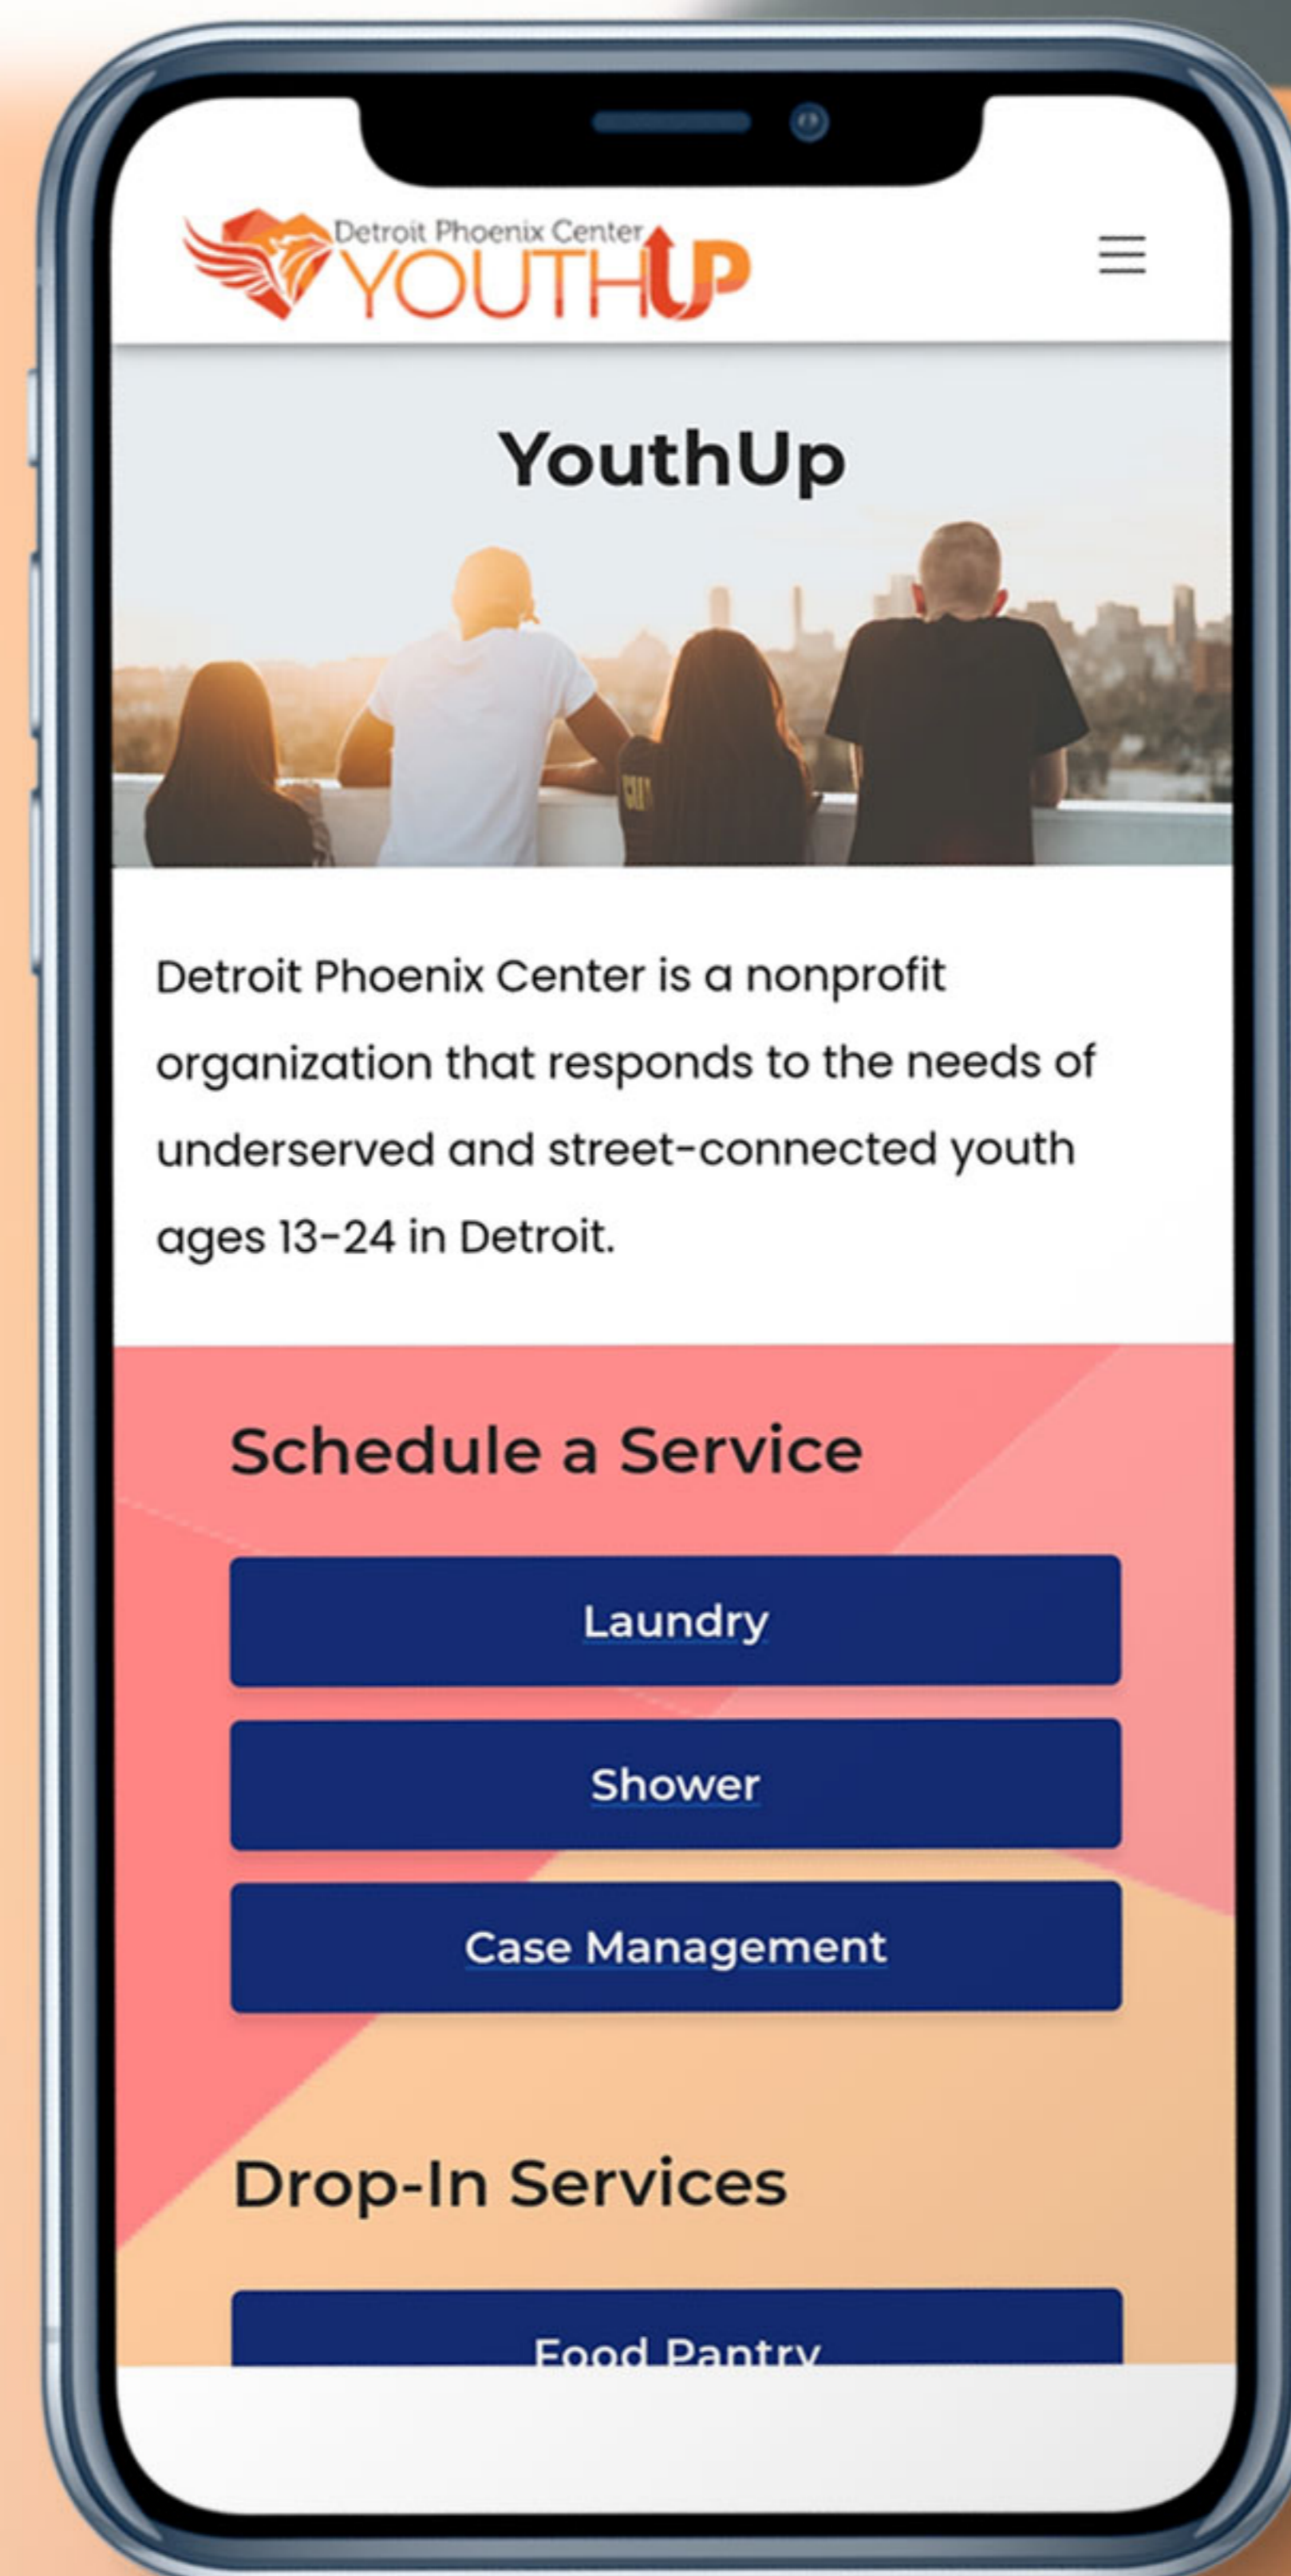 Detroit Phoenix Center
YOUTHUP
YouthUp
Detroit Phoenix Center is a nonprofit
organization that responds to the needs of
underserved and street-connected youth
ages 13-24 in Detroit.
Schedule a Service
Laundry
Shower
Case Management
Drop-In Services
Food Pantry